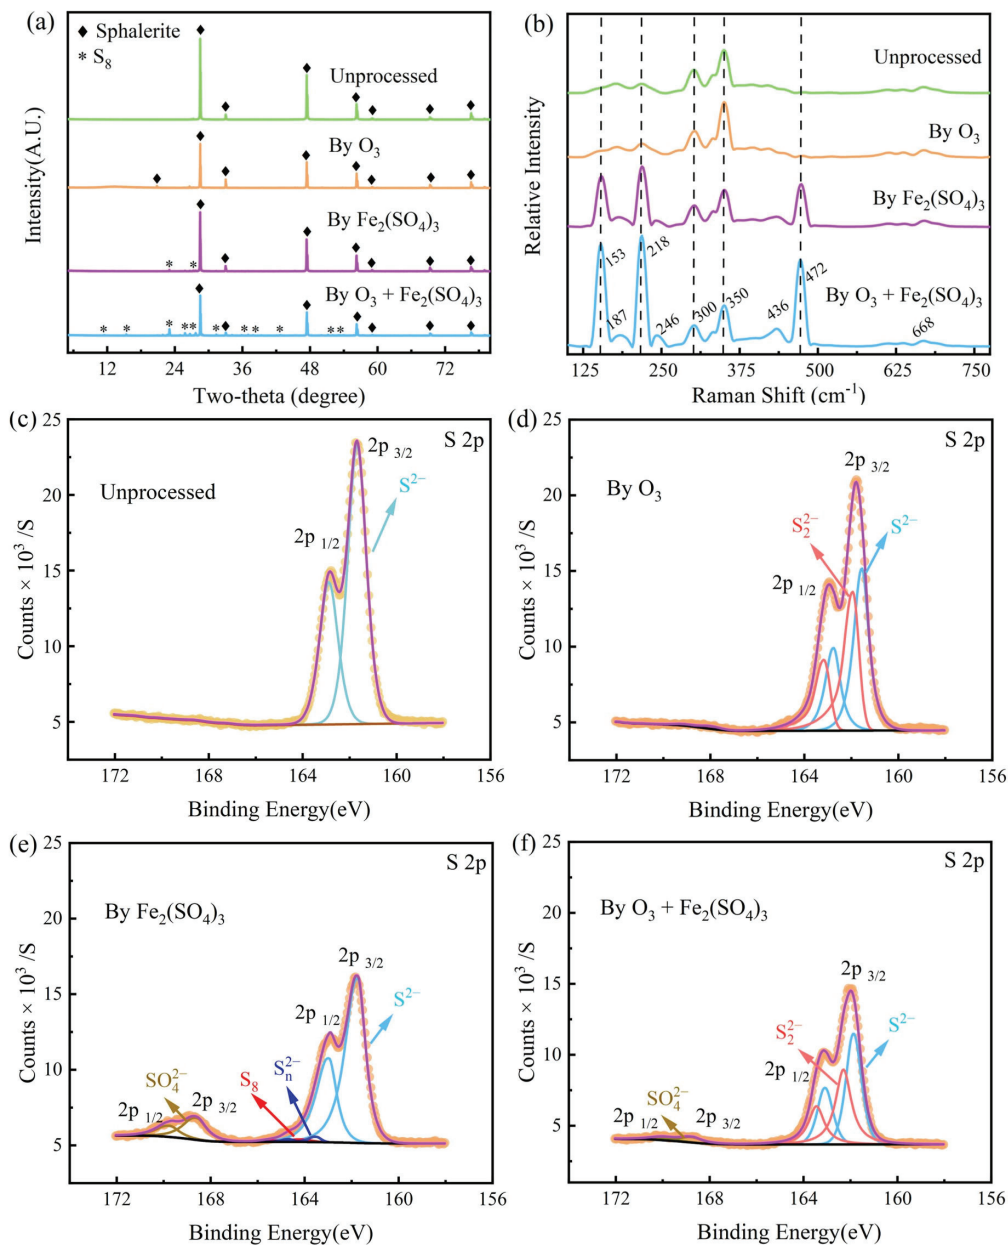 (a)
◆ Sphalerite
* S₈
Unprocessed
By O₃
By Fe₂(SO₄)₃
By O₃ + Fe₂(SO₄)₃
Intensity(A.U.)
12 24 36 48 60 72
Two-theta (degree)
(b)
Unprocessed
By O₃
By Fe₂(SO₄)₃
By O₃ + Fe₂(SO₄)₃
153 187 218 246 300 350 436 472 668
Relative Intensity
125 250 375 500 625 750
Raman Shift (cm⁻¹)
(c)
S 2p
Unprocessed
2p 3/2
2p 1/2
S²⁻
Counts × 10³ /S
25
20
15
10
5
172 168 164 160 156
Binding Energy(eV)
(d)
S 2p
By O₃
2p 3/2
2p 1/2
S₂²⁻
S²⁻
Counts × 10³ /S
25
20
15
10
5
172 168 164 160 156
Binding Energy(eV)
(e)
S 2p
By Fe₂(SO₄)₃
2p 3/2
2p 1/2
S²⁻
SO₄²⁻
S₈
Sₙ²⁻
2p 1/2
2p 3/2
Counts × 10³ /S
25
20
15
10
5
172 168 164 160 156
Binding Energy(eV)
(f)
S 2p
By O₃ + Fe₂(SO₄)₃
2p 3/2
S₂²⁻
S²⁻
2p 1/2
SO₄²⁻
2p 1/2
2p 3/2
Counts × 10³ /S
25
20
15
10
5
172 168 164 160 156
Binding Energy(eV)